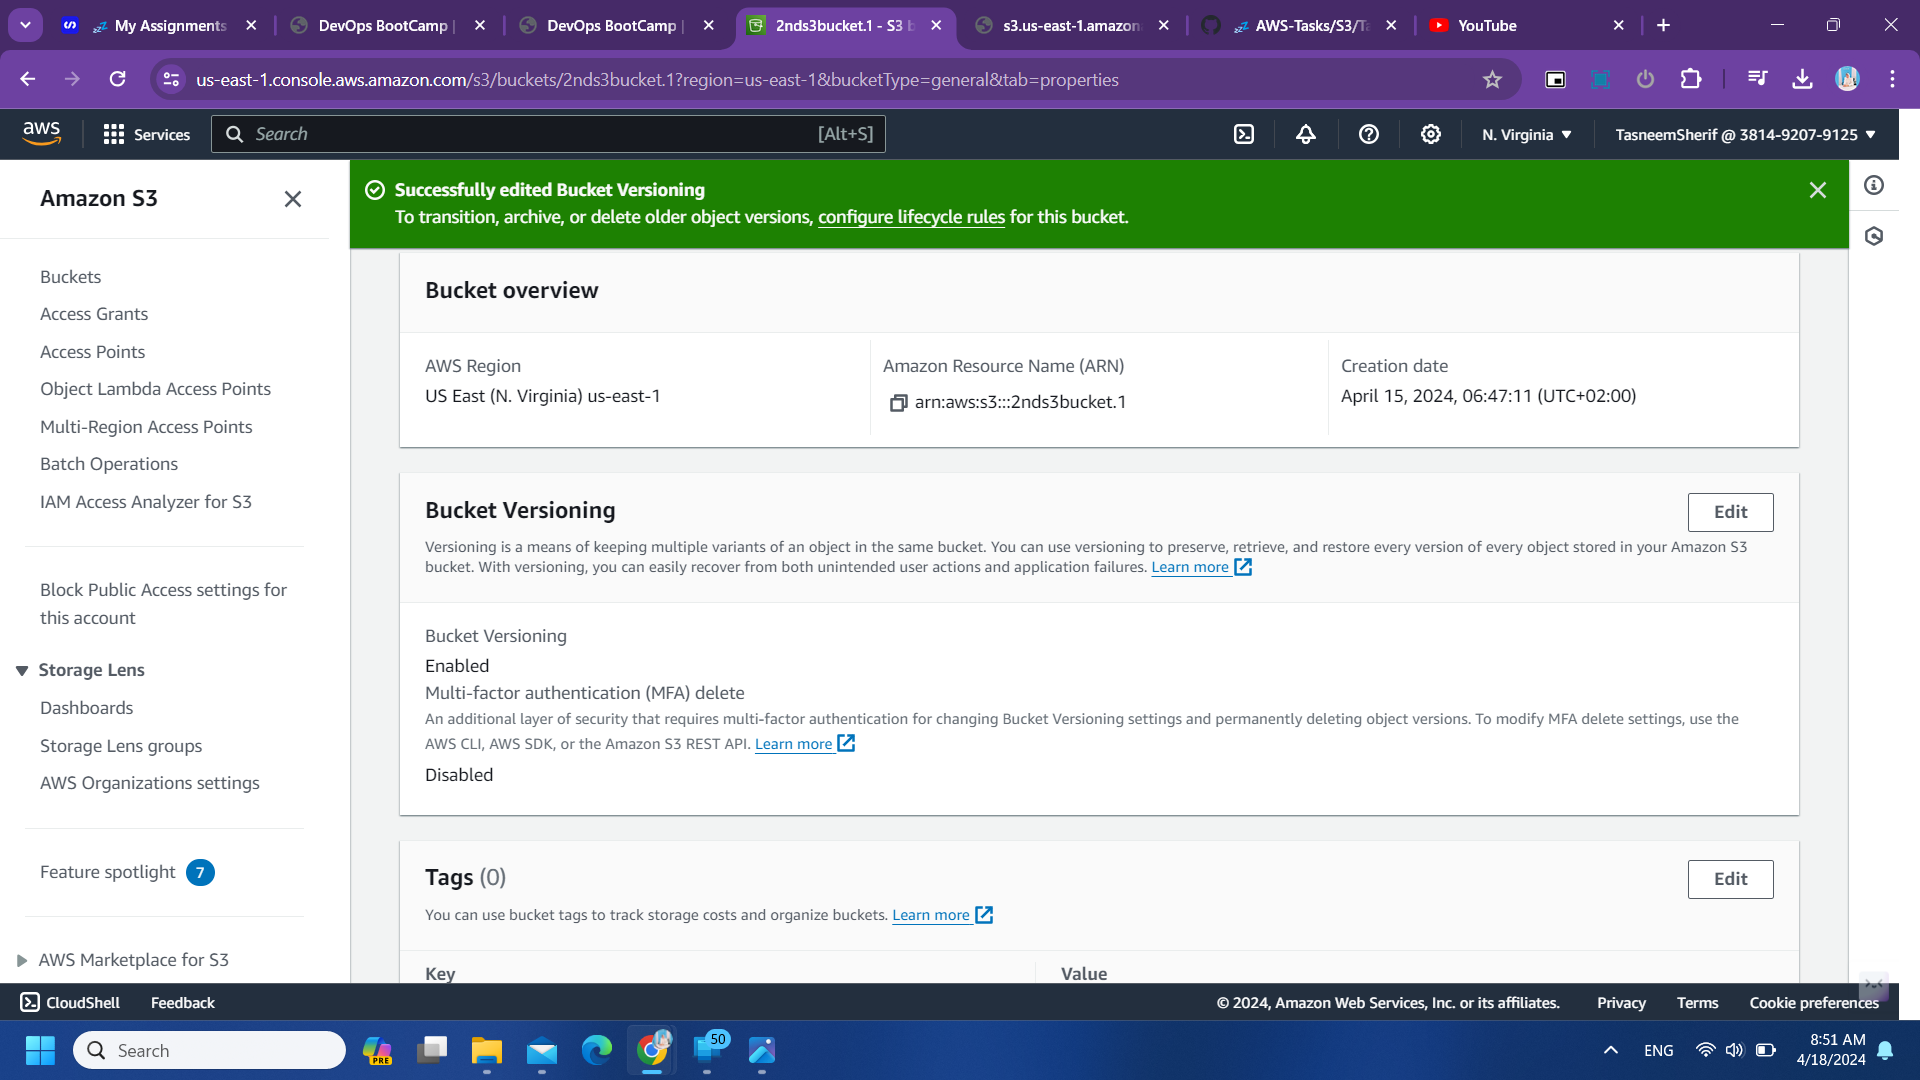 My Assignments
DevOps BootCamp |
DevOps BootCamp |
2nds3bucket.1 - S3 b
s3.us-east-1.amazon
AWS-Tasks/S3/Ta
YouTube
us-east-1.console.aws.amazon.com/s3/buckets/2nds3bucket.1?region=us-east-1&bucketType=general&tab=properties
aws
Services
Search
[Alt+S]
N. Virginia
TasneemSherif @ 3814-9207-9125
Amazon S3
Buckets
Access Grants
Access Points
Object Lambda Access Points
Multi-Region Access Points
Batch Operations
IAM Access Analyzer for S3
Block Public Access settings for
this account
Storage Lens
Dashboards
Storage Lens groups
AWS Organizations settings
Feature spotlight 7
AWS Marketplace for S3
Successfully edited Bucket Versioning
To transition, archive, or delete older object versions, configure lifecycle rules for this bucket.
Bucket overview
AWS Region
US East (N. Virginia) us-east-1
Amazon Resource Name (ARN)
arn:aws:s3:::2nds3bucket.1
Creation date
April 15, 2024, 06:47:11 (UTC+02:00)
Bucket Versioning
Edit
Versioning is a means of keeping multiple variants of an object in the same bucket. You can use versioning to preserve, retrieve, and restore every version of every object stored in your Amazon S3
bucket. With versioning, you can easily recover from both unintended user actions and application failures. Learn more
Bucket Versioning
Enabled
Multi-factor authentication (MFA) delete
An additional layer of security that requires multi-factor authentication for changing Bucket Versioning settings and permanently deleting object versions. To modify MFA delete settings, use the
AWS CLI, AWS SDK, or the Amazon S3 REST API. Learn more
Disabled
Tags (0)
Edit
You can use bucket tags to track storage costs and organize buckets. Learn more
Key
Value
CloudShell
Feedback
© 2024, Amazon Web Services, Inc. or its affiliates.
Privacy
Terms
Cookie preferences
Search
PRE
50
ENG
8:51 AM
4/18/2024